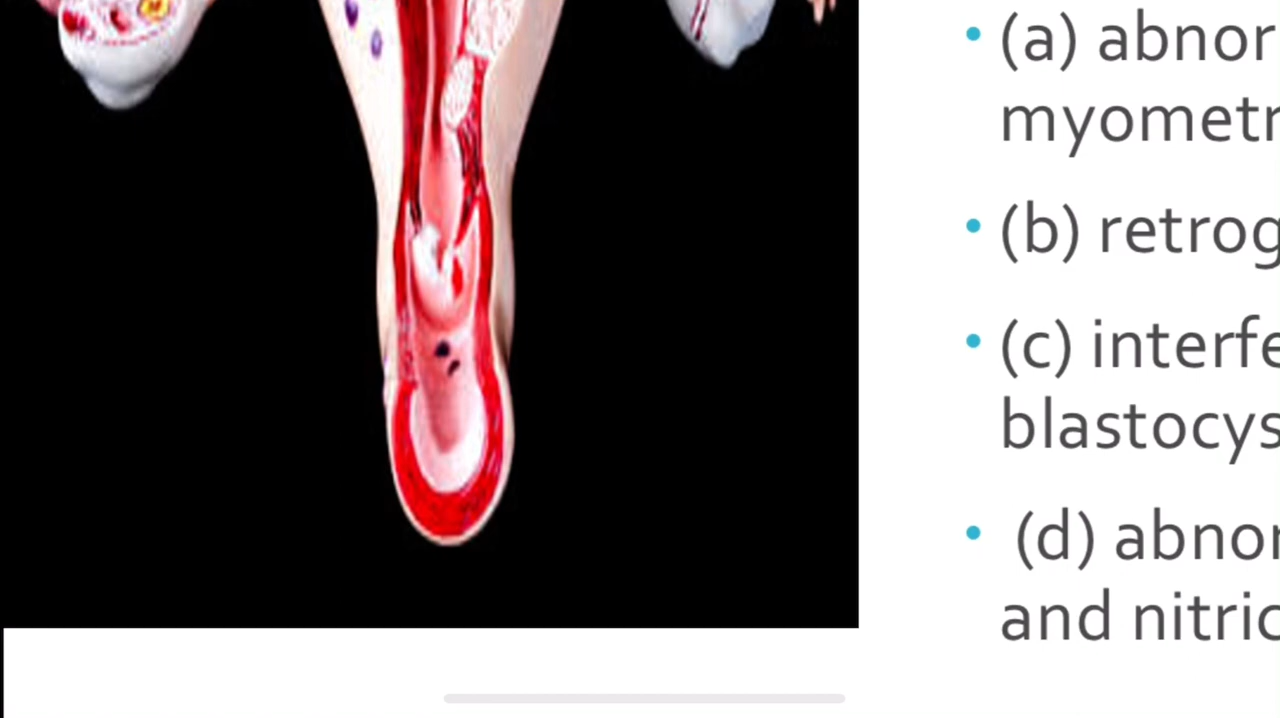 • (a) abnor
myometr
• (b) retrog
• (c) interfe
blastocys
• (d) abnor
and nitric